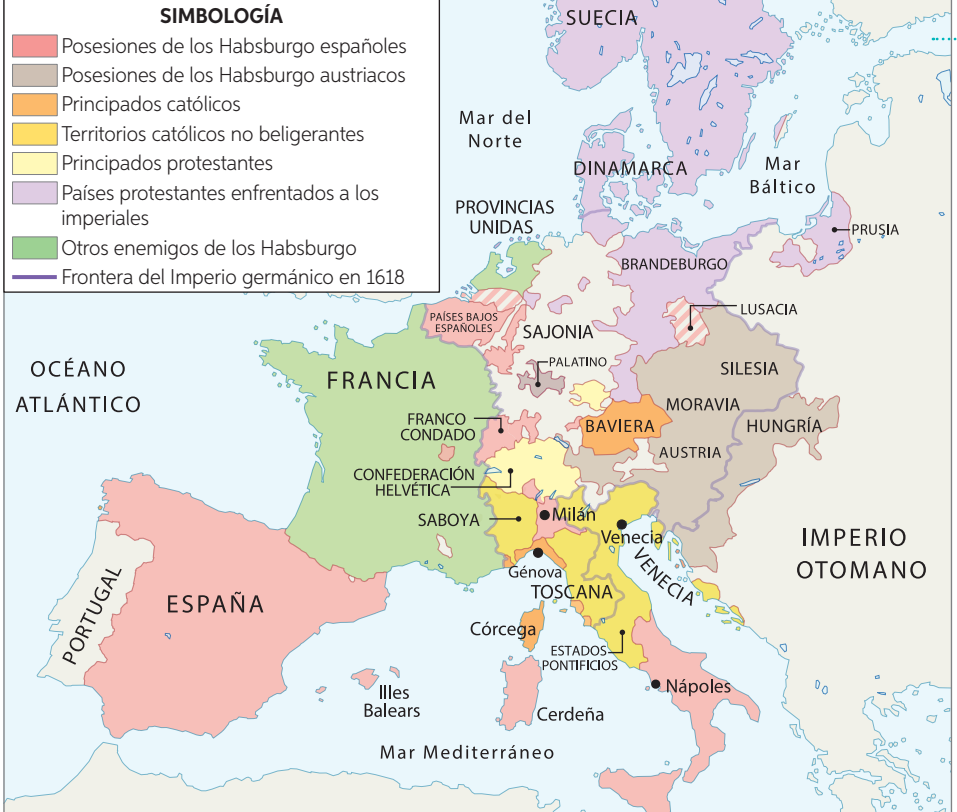 SIMBOLOGÍA
Posesiones de los Habsburgo españoles
Posesiones de los Habsburgo austriacos
Principados católicos
Territorios católicos no beligerantes
Principados protestantes
Países protestantes enfrentados a los
imperiales
Otros enemigos de los Habsburgo
Frontera del Imperio germánico en 1618
SUECIA
Mar del
Norte
DINAMARCA
Mar
Báltico
PROVINCIAS
UNIDAS
PRUSIA
BRANDEBURGO
PAÍSES BAJOS
ESPAÑOLES
LUSACIA
SAJONIA
OCÉANO
ATLÁNTICO
FRANCIA
PALATINO
SILESIA
MORAVIA
FRANCO
CONDADO
BAVIERA
HUNGRÍA
AUSTRIA
CONFEDERACIÓN
HELVÉTICA
SABOYA
Milán
Venecia
VENECIA
IMPERIO
OTOMANO
Génova
TOSCANA
PORTUGAL
ESPAÑA
Córcega
ESTADOS
PONTIFICIOS
Illes
Balears
Cerdeña
Nápoles
Mar Mediterráneo